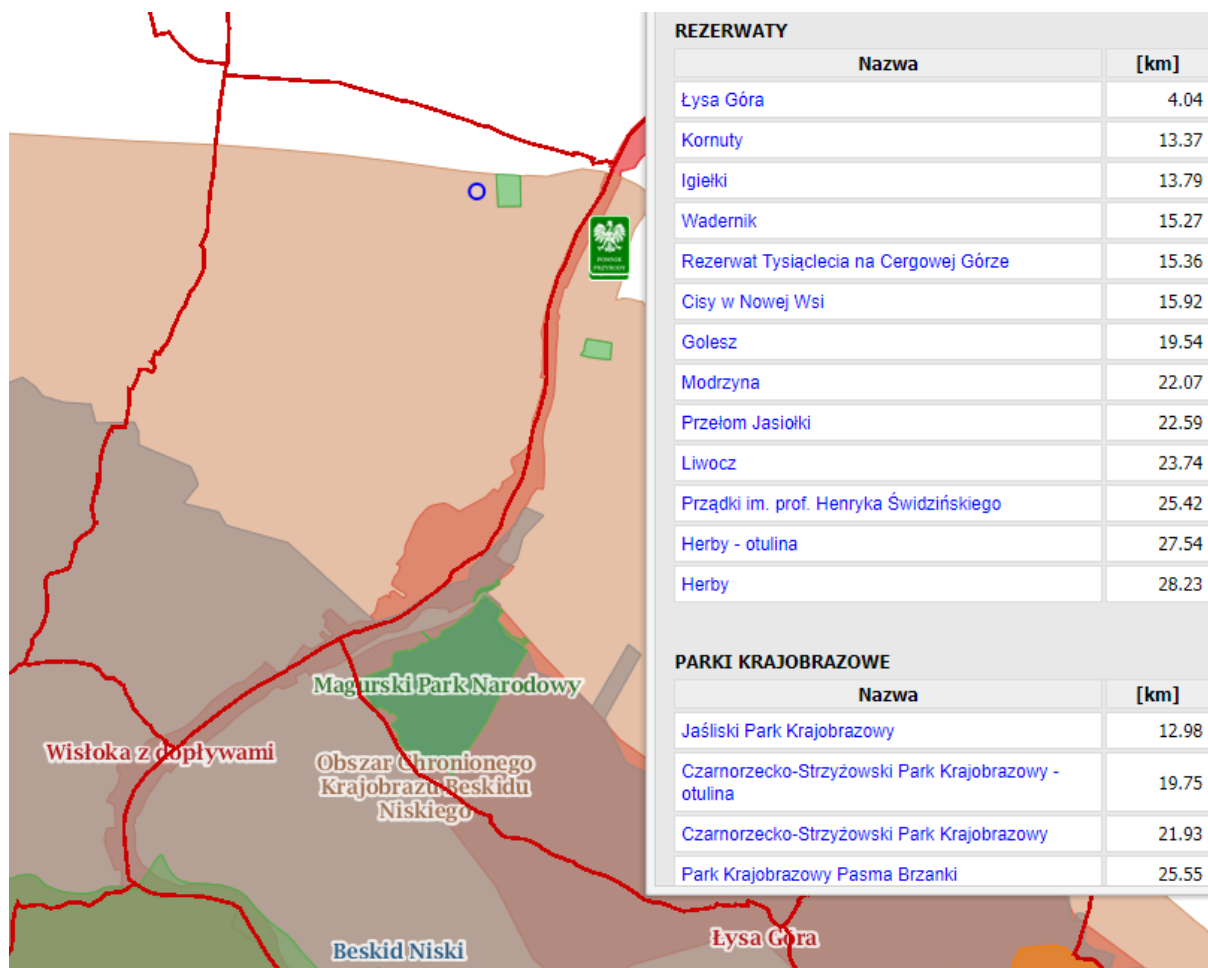 REZERWATY
Nazwa [km]
Łysa Góra 4.04
Kornuty 13.37
Igiełki 13.79
Wadernik 15.27
Rezerwat Tysiąclecia na Cergowej Górze 15.36
Cisy w Nowej Wsi 15.92
Golesz 19.54
Modrzyna 22.07
Przełom Jasiołki 22.59
Liwocz 23.74
Prządki im. prof. Henryka Świdzińskiego 25.42
Herby - otulina 27.54
Herby 28.23
PARKI KRAJOBRAZOWE
Nazwa [km]
Jaśliski Park Krajobrazowy 12.98
Czarnorzecko-Strzyżowski Park Krajobrazowy -
otulina 19.75
Czarnorzecko-Strzyżowski Park Krajobrazowy 21.93
Park Krajobrazowy Pasma Brzanki 25.55
POMNIK
PRZYRODY
Magurski Park Narodowy
Wisłoka z dopływami
Obszar Chronionego
Krajobrazu Beskidu
Niskiego
Łysa Góra
Beskid Niski